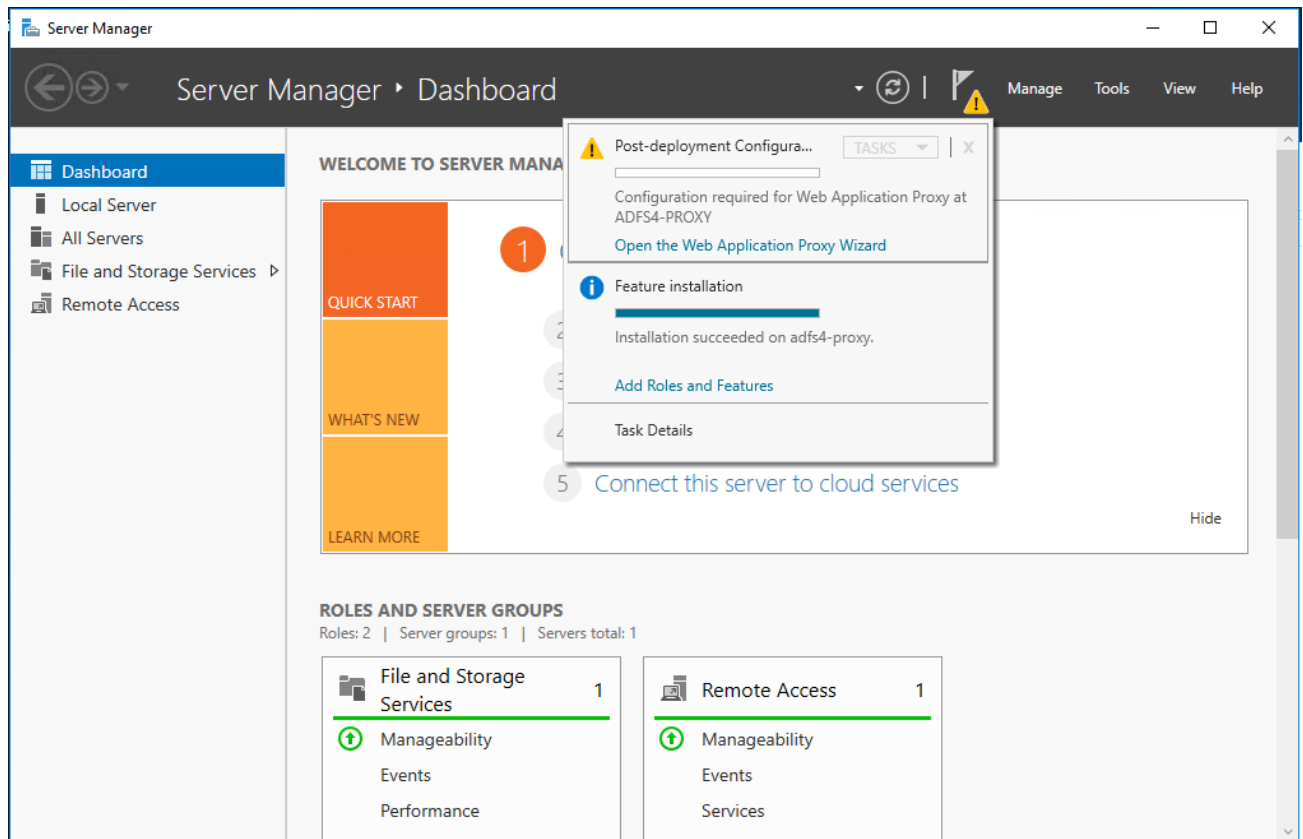 Server Manager
Server Manager ‣ Dashboard
Manage Tools View Help
Dashboard
Local Server
All Servers
File and Storage Services
Remote Access
WELCOME TO SERVER MANA
Post-deployment Configura...
TASKS
X
Configuration required for Web Application Proxy at
ADFS4-PROXY
Open the Web Application Proxy Wizard
Feature installation
Installation succeeded on adfs4-proxy.
Add Roles and Features
Task Details
QUICK START
WHAT'S NEW
LEARN MORE
1
2
3
4
5 Connect this server to cloud services
Hide
ROLES AND SERVER GROUPS
Roles: 2 | Server groups: 1 | Servers total: 1
File and Storage
Services
1
Manageability
Events
Performance
Remote Access 1
Manageability
Events
Services